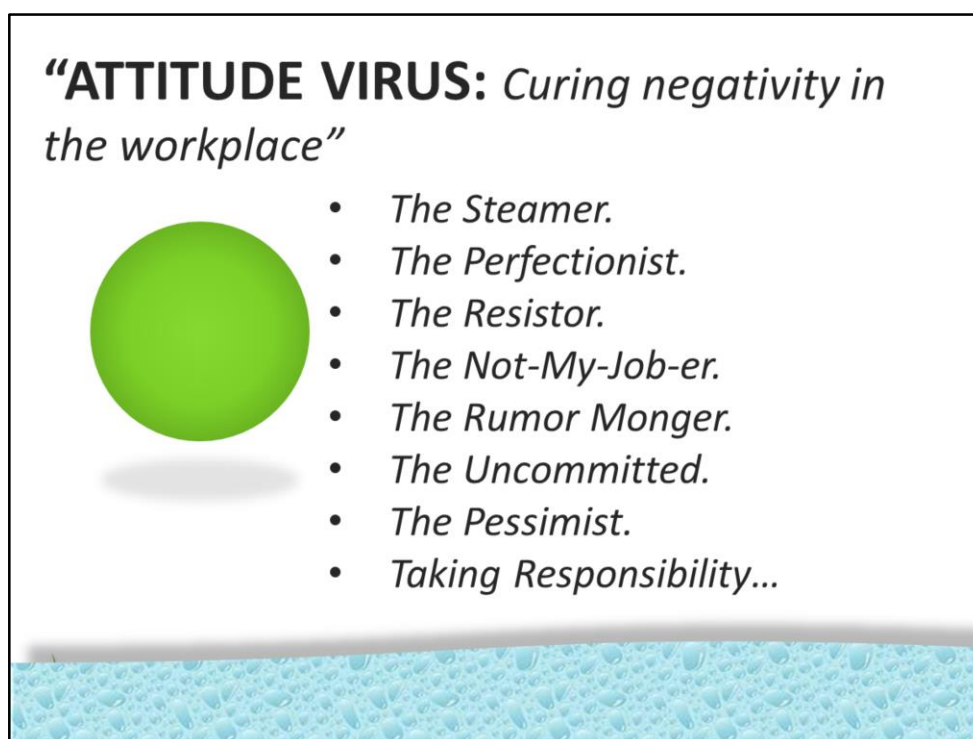 “ATTITUDE VIRUS: Curing negativity in
the workplace”
• The Steamer.
• The Perfectionist.
• The Resistor.
• The Not-My-Job-er.
• The Rumor Monger.
• The Uncommitted.
• The Pessimist.
• Taking Responsibility…